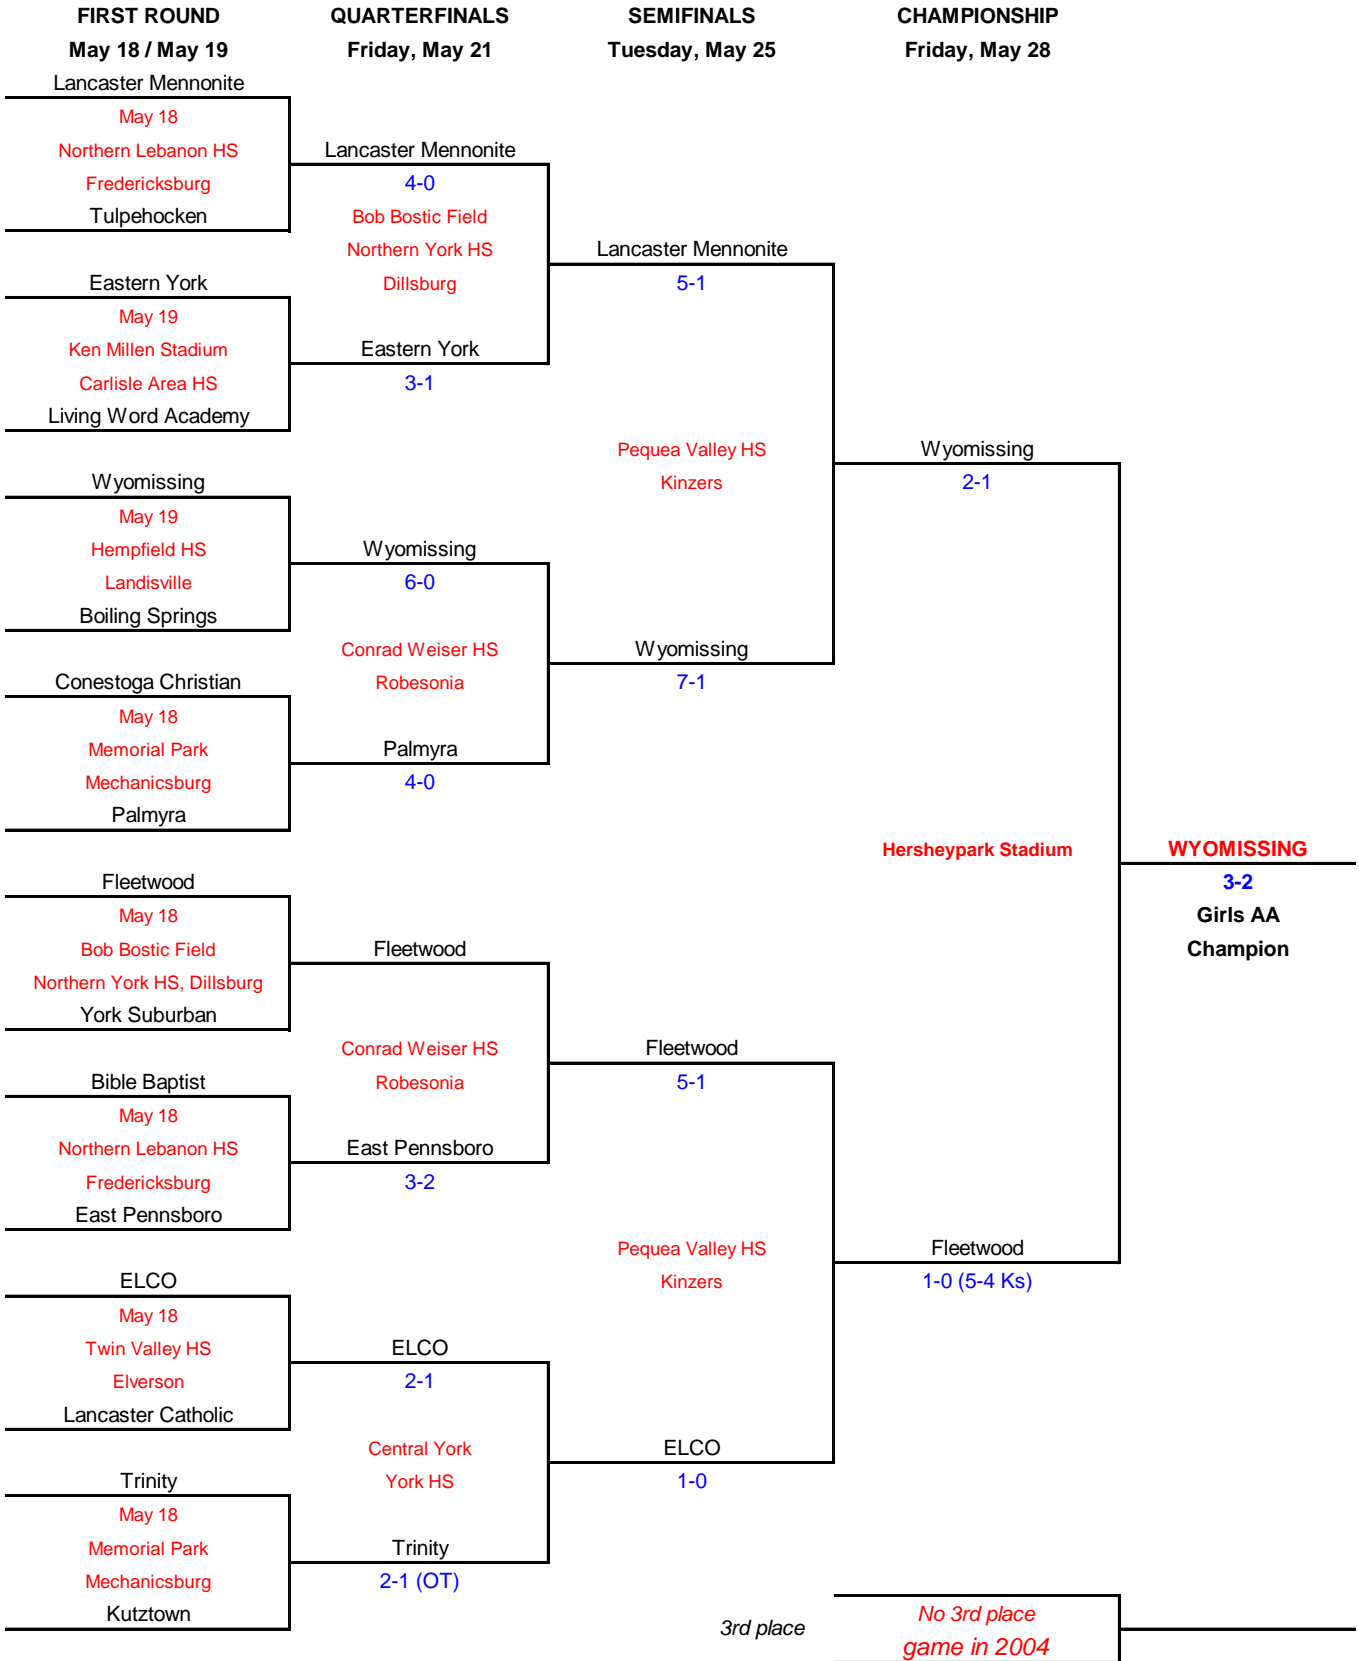 FIRST ROUND
May 18 / May 19
QUARTERFINALS
Friday, May 21
SEMIFINALS
Tuesday, May 25
CHAMPIONSHIP
Friday, May 28
Lancaster Mennonite
May 18
Northern Lebanon HS
Fredericksburg
Tulpehocken
Eastern York
May 19
Ken Millen Stadium
Carlisle Area HS
Living Word Academy
Wyomissing
May 19
Hempfield HS
Landisville
Boiling Springs
Conestoga Christian
May 18
Memorial Park
Mechanicsburg
Palmyra
Fleetwood
May 18
Bob Bostic Field
Northern York HS, Dillsburg
York Suburban
Bible Baptist
May 18
Northern Lebanon HS
Fredericksburg
East Pennsboro
ELCO
May 18
Twin Valley HS
Elverson
Lancaster Catholic
Trinity
May 18
Memorial Park
Mechanicsburg
Kutztown
Lancaster Mennonite
4-0
Bob Bostic Field
Northern York HS
Dillsburg
Eastern York
3-1
Wyomissing
6-0
Conrad Weiser HS
Robesonia
Palmyra
4-0
Fleetwood
Conrad Weiser HS
Robesonia
East Pennsboro
3-2
ELCO
2-1
Central York
York HS
Trinity
2-1 (OT)
Lancaster Mennonite
5-1
Pequea Valley HS
Kinzers
Wyomissing
7-1
Fleetwood
5-1
Pequea Valley HS
Kinzers
ELCO
1-0
Wyomissing
2-1
Hersheypark Stadium
Fleetwood
1-0 (5-4 Ks)
WYOMISSING
3-2
Girls AA
Champion
3rd place
No 3rd place
game in 2004